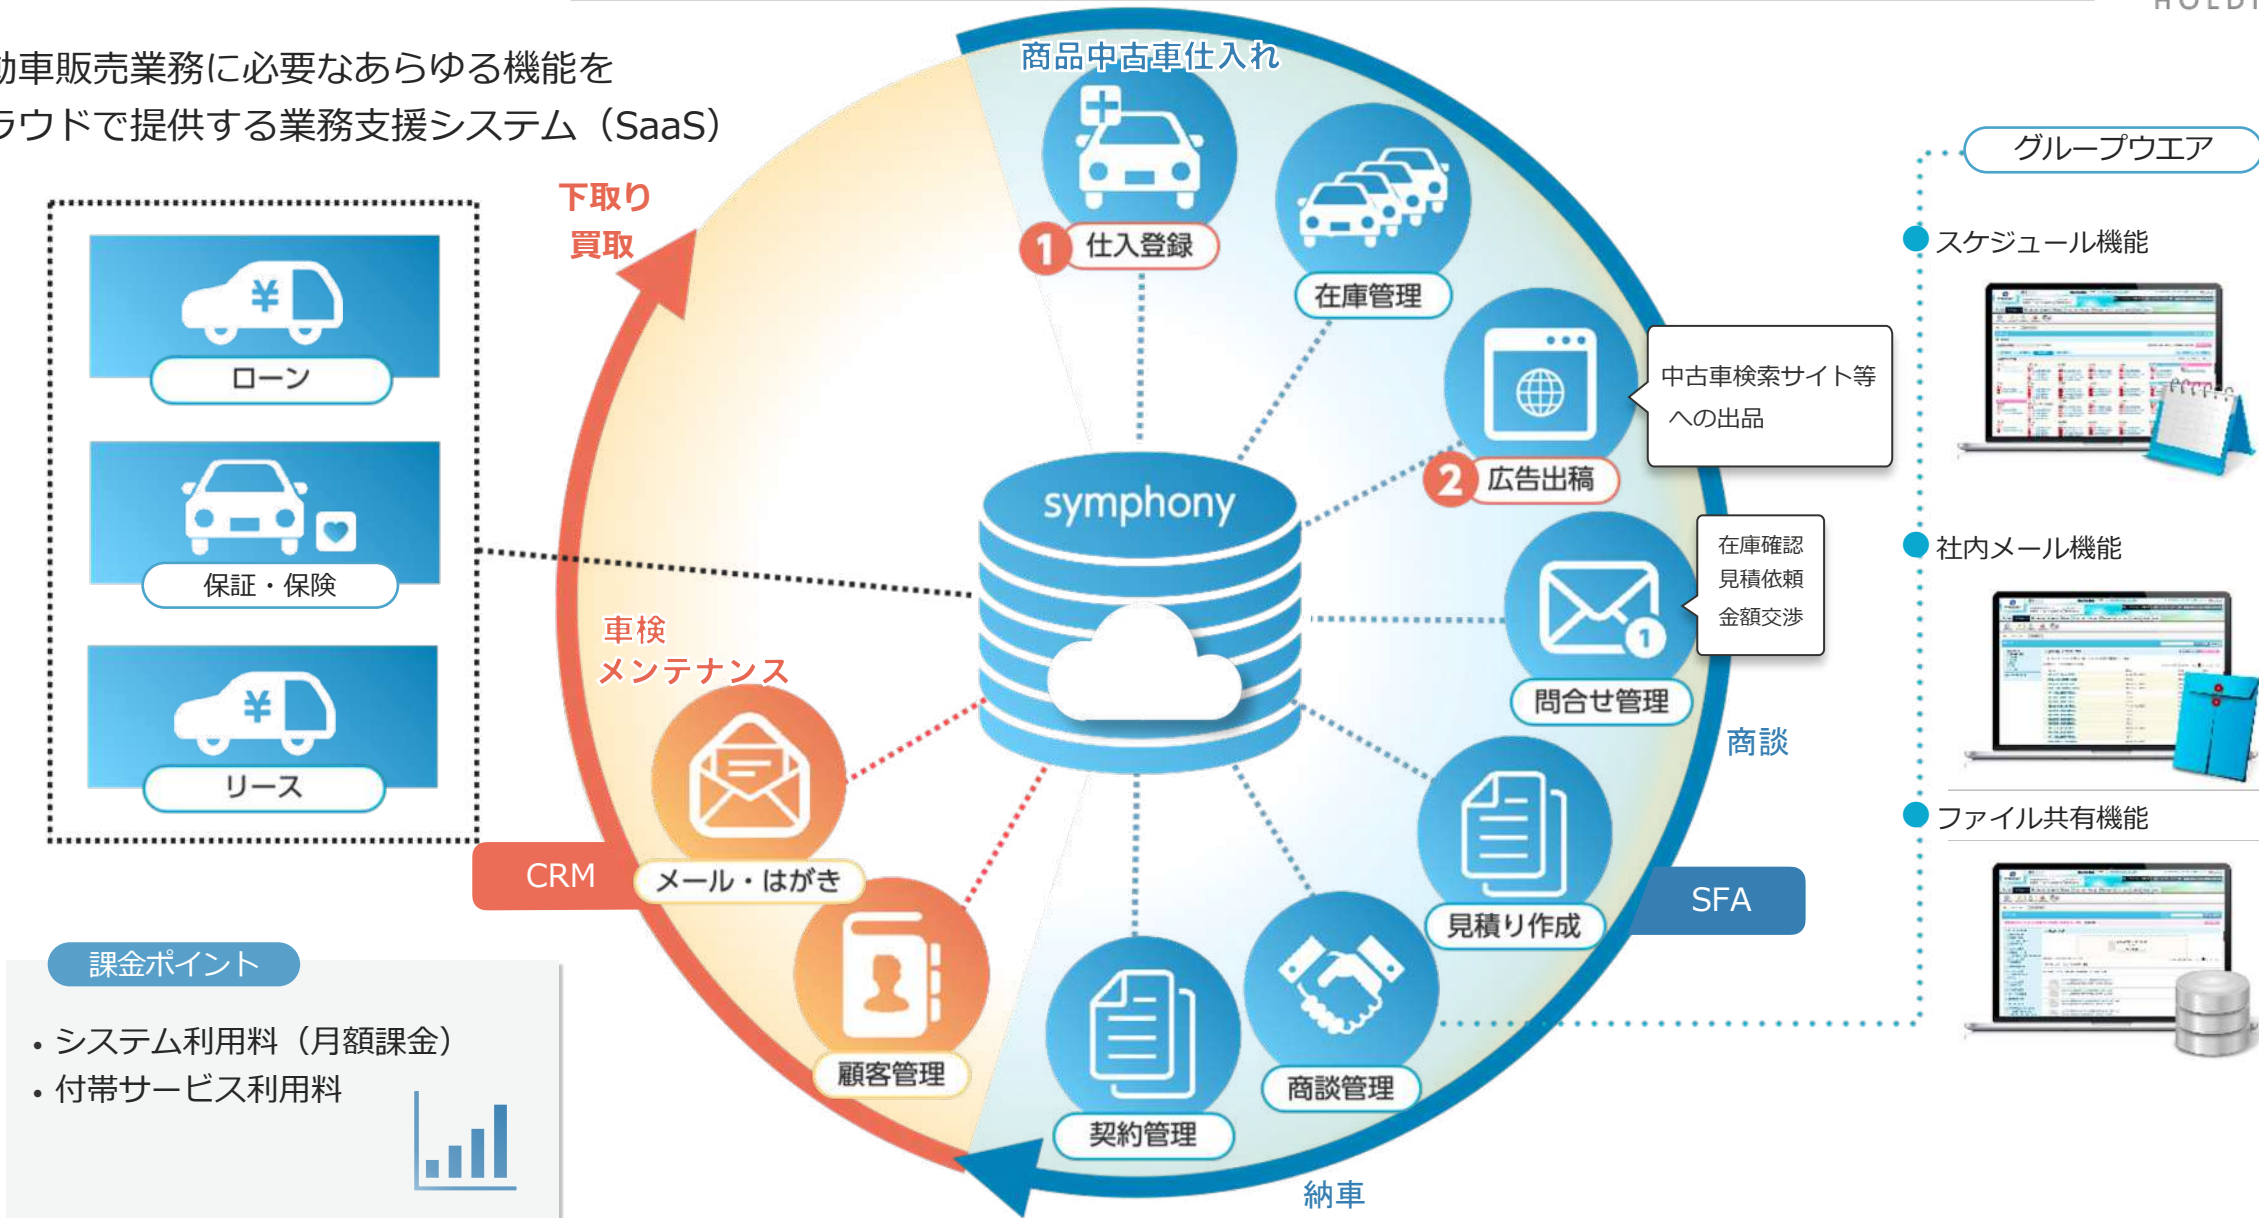 HOLDI
動車販売業務に必要なあらゆる機能を
ラウドで提供する業務支援システム（SaaS）
商品中古車仕入れ
下取り
買取
1 仕入登録
在庫管理
2 広告出稿
中古車検索サイト等
への出品
symphony
在庫確認
見積依頼
金額交渉
1
問合せ管理
商談
見積り作成
SFA
商談管理
契約管理
納車
車検
メンテナンス
メール・はがき
CRM
顧客管理
¥
ローン
保証・保険
¥
リース
課金ポイント
・システム利用料（月額課金）
・付帯サービス利用料
グループウエア
スケジュール機能
社内メール機能
ファイル共有機能